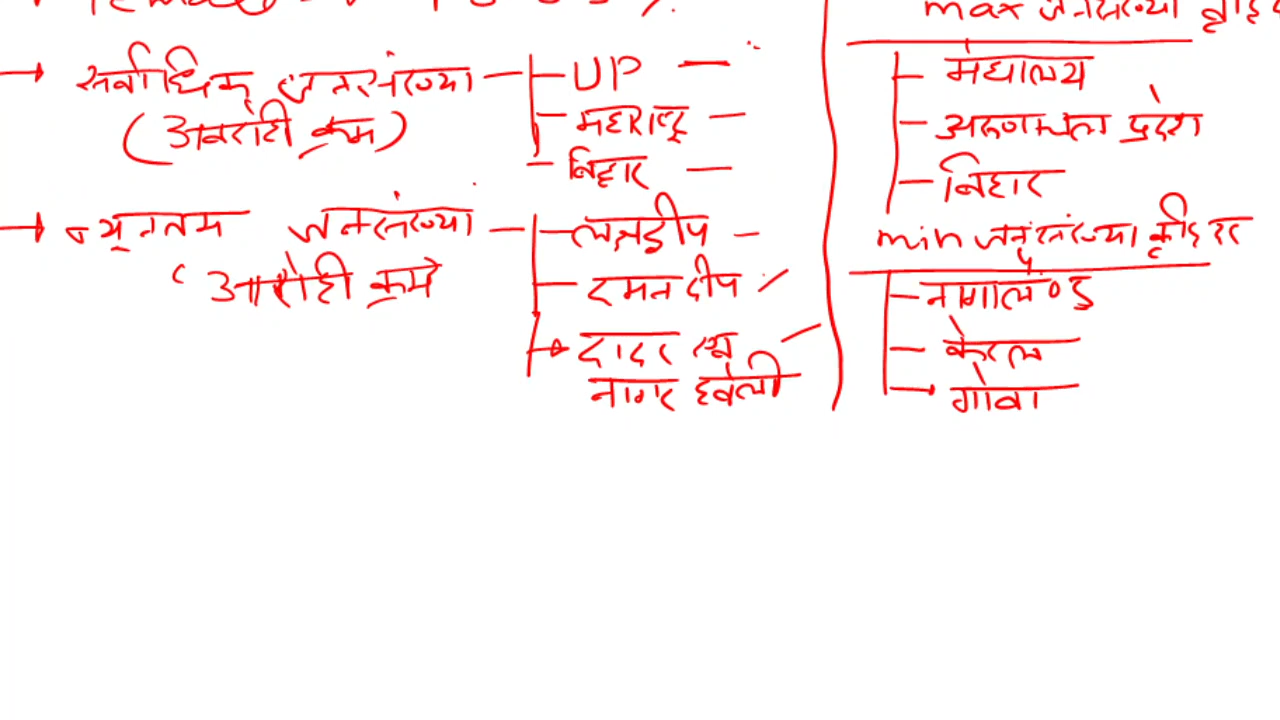 → सर्वाधिक जनसंख्या - UP -
(अवरोही क्रम) - महाराष्ट्र -
- बिहार -
→ न्यूनतम जनसंख्या - लक्षद्वीप -
(आरोही क्रम - दमन दीप
→ दादर एवं
नागर हवेली
max जनसंख्या
- मेघालय
- अरुणाचल प्रदेश
- बिहार
min जनसंख्या वृद्धि दर
- नागालैण्ड
- केरल
→ गोवा